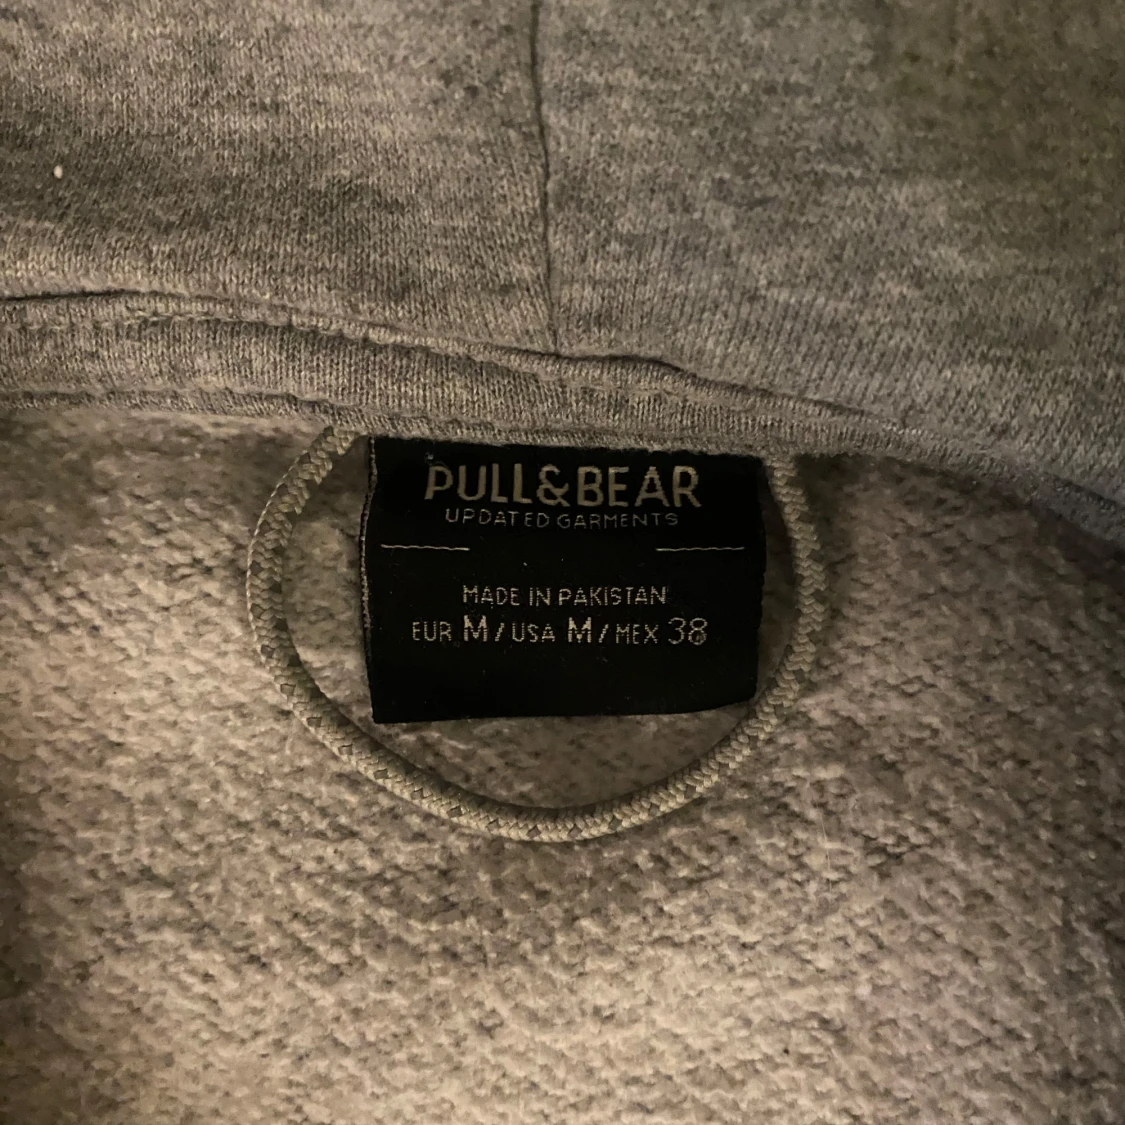 PULL&BEAR
UPDATED GARMENTS
MADE IN PAKISTAN
EUR M / USA M / MEX 38